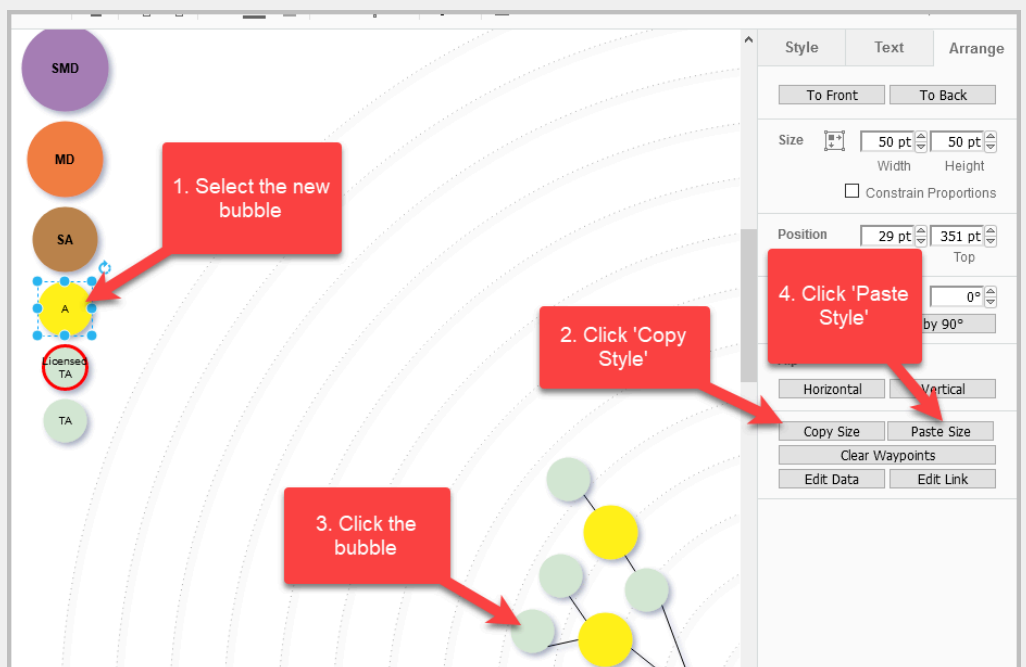 SMD
MD
SA
A
Licensed
TA
TA
1. Select the new
bubble
2. Click 'Copy
Style'
3. Click the
bubble
4. Click 'Paste
Style'
Style
Text
Arrange
To Front
To Back
Size
50 pt
50 pt
Width
Height
Constrain Proportions
Position
29 pt
351 pt
Top
0°
by 90°
Horizontal
Vertical
Copy Size
Paste Size
Clear Waypoints
Edit Data
Edit Link